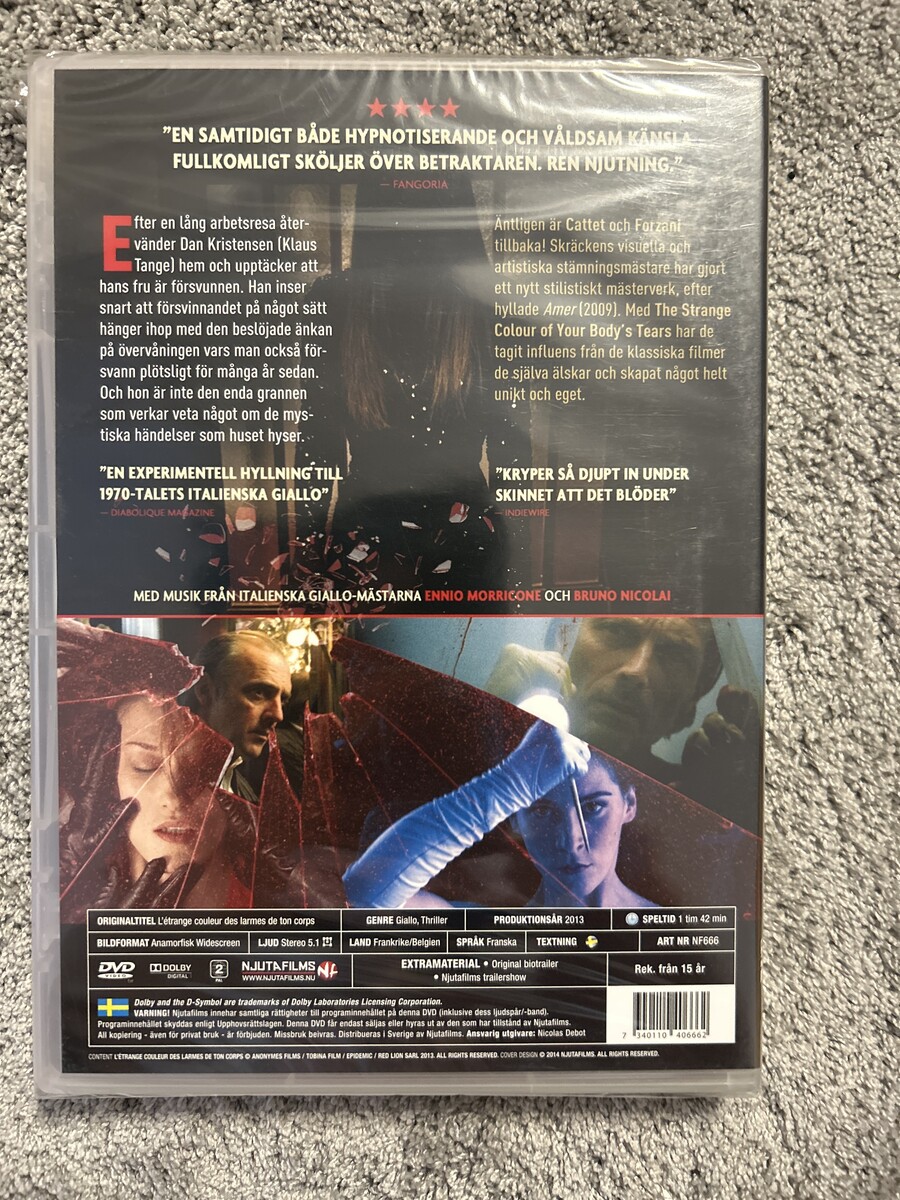 "EN SAMTIDIGT BÅDE HYPNOTISERANDE OCH VÅLDSAM KÄNSLA
FULLKOMLIGT SKÖLJER ÖVER BETRAKTAREN. REN NJUTNING."
— FANGORIA
Efter en lång arbetsresa åter-
vänder Dan Kristensen (Klaus
Tange) hem och upptäcker att
hans fru är försvunnen. Han inser
snart att försvinnandet på något sätt
hänger ihop med den beslöjade änkan
på övervåningen vars man också för-
svann plötsligt för många år sedan.
Och hon är inte den enda grannen
som verkar veta något om de mys-
tiska händelser som huset hyser.
"EN EXPERIMENTELL HYLLNING TILL
1970-TALETS ITALIENSKA GIALLO"
— DIABOLIQUE MAGAZINE
Äntligen är Cattet och Forzani
tillbaka! Skräckens visuella och
artistiska stämningsmästare har gjort
ett nytt stilistiskt mästerverk, efter
hyllade Amer (2009). Med The Strange
Colour of Your Body's Tears har de
tagit influens från de klassiska filmer
de själva älskar och skapat något helt
unikt och eget.
"KRYPER SÅ DJUPT IN UNDER
SKINNET ATT DET BLÖDER"
— INDIEWIRE
MED MUSIK FRÅN ITALIENSKA GIALLO-MÄSTARNA ENNIO MORRICONE OCH BRUNO NICOLAI
ORIGINALTITEL L'étrange couleur des larmes de ton corps GENRE Giallo, Thriller PRODUKTIONSÅR 2013 SPELTID 1 tim 42 min
BILDFORMAT Anamorfisk Widescreen LJUD Stereo 5.1 LAND Frankrike/Belgien SPRÅK Franska TEXTNING ART NR NF666
DVD VIDEO DOLBY DIGITAL 2 PAL NJUTAFILMS WWW.NJUTAFILMS.NU NF
EXTRAMATERIAL • Original biotrailer
• Njutafilms trailershow
Rek. från 15 år
Dolby and the D-Symbol are trademarks of Dolby Laboratories Licensing Corporation.
VARNING! Njutafilms innehar samtliga rättigheter till programinnehållet på denna DVD (inklusive dess ljudspår/-band).
Programinnehållet skyddas enligt Upphovsrättslagen. Denna DVD får endast säljas eller hyras ut av den som har tillstånd av Njutafilms.
All kopiering - även för privat bruk - är förbjuden. Missbruk beivras. Distribueras i Sverige av Njutafilms. Ansvarig utgivare: Nicolas Debot
7 340110 406662
CONTENT L'ÉTRANGE COULEUR DES LARMES DE TON CORPS © ANONYMES FILMS / TOBINA FILM / EPIDEMIC / RED LION SARL 2013. ALL RIGHTS RESERVED. COVER DESIGN © 2014 NJUTAFILMS. ALL RIGHTS RESERVED.